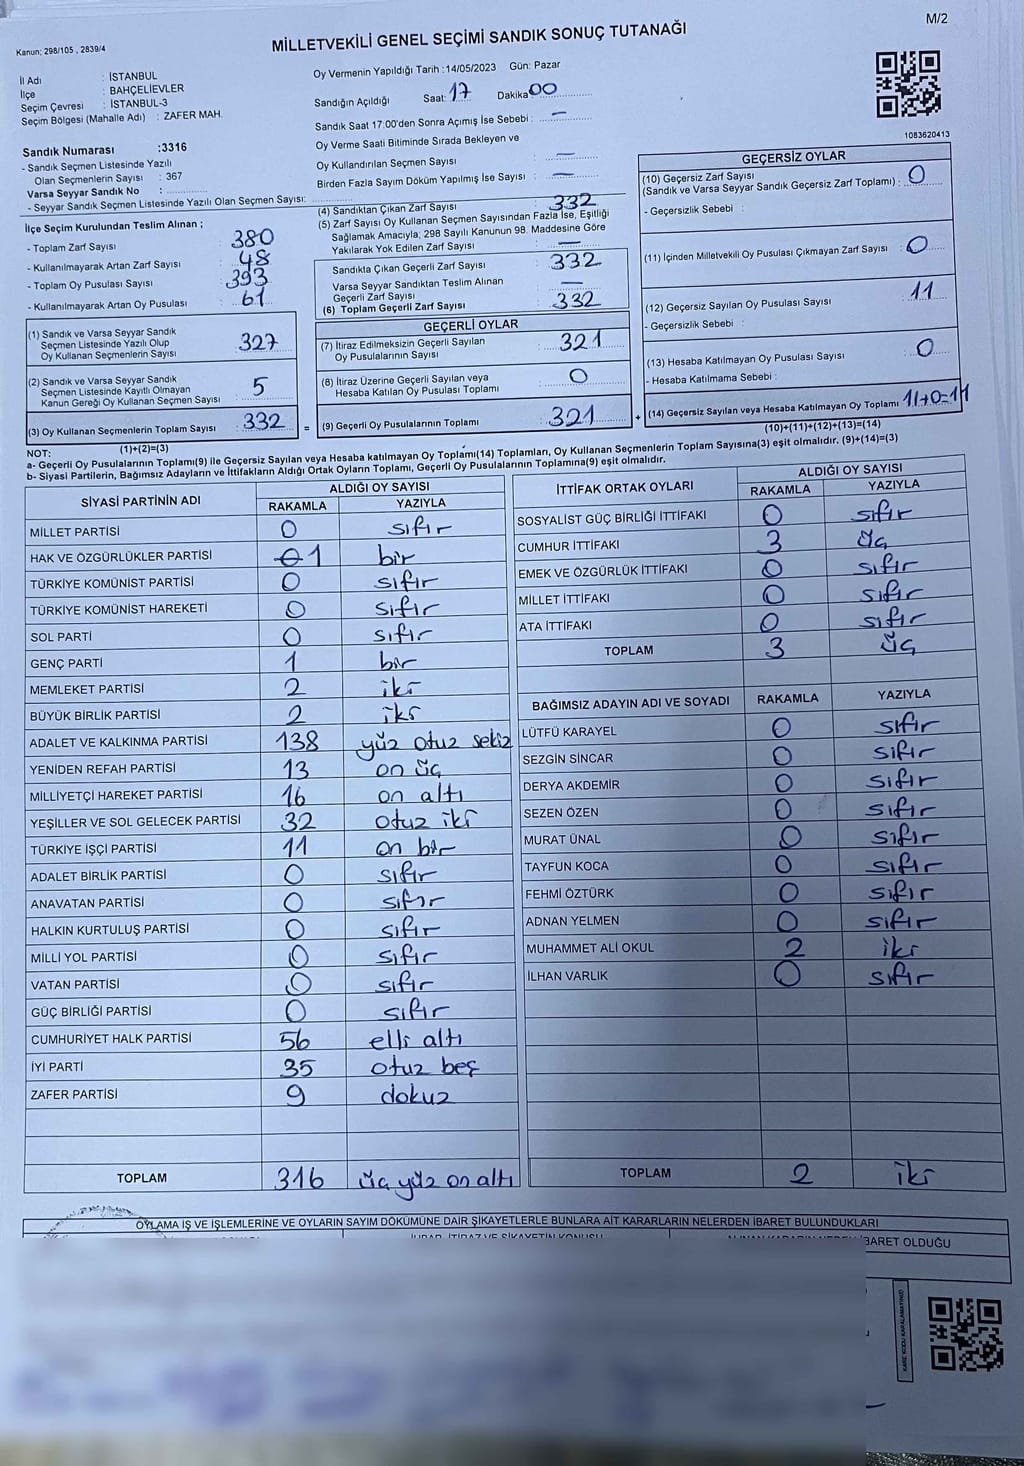 M/2
Kanun; 298/105 , 2839/4
MİLLETVEKİLİ GENEL SEÇİMİ SANDIK SONUÇ TUTANAĞI
İl Adı : İSTANBUL
İlçe : BAHÇELİEVLER
Seçim Çevresi : İSTANBUL-3
Seçim Bölgesi (Mahalle Adı) : ZAFER MAH.
Sandık Numarası :3316
- Sandık Seçmen Listesinde Yazılı
Olan Seçmenlerin Sayısı : 367
Varsa Seyyar Sandık No :
- Seyyar Sandık Seçmen Listesinde Yazılı Olan Seçmen Sayısı:
Oy Vermenin Yapıldığı Tarih :14/05/2023 Gün: Pazar
Sandığın Açıldığı Saat: 17 Dakika 00
Sandık Saat 17:00'den Sonra Açımış İse Sebebi : —
Oy Verme Saati Bitiminde Sırada Bekleyen ve
Oy Kullandırılan Seçmen Sayısı : —
Birden Fazla Sayım Döküm Yapılmış İse Sayısı : —
1083620413
İlçe Seçim Kurulundan Teslim Alınan ;
- Toplam Zarf Sayısı : 380
- Kullanılmayarak Artan Zarf Sayısı : 48
- Toplam Oy Pusulası Sayısı : 393
- Kullanılmayarak Artan Oy Pusulası : 61
(1) Sandık ve Varsa Seyyar Sandık
Seçmen Listesinde Yazılı Olup
Oy Kullanan Seçmenlerin Sayısı : 327
(2) Sandık ve Varsa Seyyar Sandık
Seçmen Listesinde Kayıtlı Olmayan
Kanun Gereği Oy Kullanan Seçmen Sayısı : 5
(3) Oy Kullanan Seçmenlerin Toplam Sayısı : 332
(1)+(2)=(3)
(4) Sandıktan Çıkan Zarf Sayısı : 332
(5) Zarf Sayısı Oy Kullanan Seçmen Sayısından Fazla İse, Eşitliği
Sağlamak Amacıyla; 298 Sayılı Kanunun 98. Maddesine Göre
Yakılarak Yok Edilen Zarf Sayısı : —
Sandıkta Çıkan Geçerli Zarf Sayısı : 332
Varsa Seyyar Sandıktan Teslim Alınan
Geçerli Zarf Sayısı : —
(6) Toplam Geçerli Zarf Sayısı : 332
GEÇERLİ OYLAR
(7) İtiraz Edilmeksizin Geçerli Sayılan
Oy Pusulalarının Sayısı : 321
(8) İtiraz Üzerine Geçerli Sayılan veya
Hesaba Katılan Oy Pusulası Toplamı : 0
= (9) Geçerli Oy Pusulalarının Toplamı : 321
GEÇERSİZ OYLAR
(10) Geçersiz Zarf Sayısı
(Sandık ve Varsa Seyyar Sandık Geçersiz Zarf Toplamı) : 0
- Geçersizlik Sebebi :
(11) İçinden Milletvekili Oy Pusulası Çıkmayan Zarf Sayısı : 0
(12) Geçersiz Sayılan Oy Pusulası Sayısı : 11
- Geçersizlik Sebebi :
(13) Hesaba Katılmayan Oy Pusulası Sayısı : 0
- Hesaba Katılmama Sebebi :
+ (14) Geçersiz Sayılan veya Hesaba Katılmayan Oy Toplamı 11+0=11
(10)+(11)+(12)+(13)=(14)
NOT:
a- Geçerli Oy Pusulalarının Toplamı(9) ile Geçersiz Sayılan veya Hesaba katılmayan Oy Toplamı(14) Toplamları, Oy Kullanan Seçmenlerin Toplam Sayısına(3) eşit olmalıdır. (9)+(14)=(3)
b- Siyasi Partilerin, Bağımsız Adayların ve İttifakların Aldığı Ortak Oyların Toplamı, Geçerli Oy Pusulalarının Toplamına(9) eşit olmalıdır.
SİYASİ PARTİNİN ADI ALDIĞI OY SAYISI
RAKAMLA YAZIYLA
MİLLET PARTİSİ 0 sıfır
HAK VE ÖZGÜRLÜKLER PARTİSİ 0 1 bir
TÜRKİYE KOMÜNİST PARTİSİ 0 sıfır
TÜRKİYE KOMÜNİST HAREKETİ 0 sıfır
SOL PARTİ 0 sıfır
GENÇ PARTİ 1 bir
MEMLEKET PARTİSİ 2 iki
BÜYÜK BİRLİK PARTİSİ 2 iki
ADALET VE KALKINMA PARTİSİ 138 yüz otuz sekiz
YENİDEN REFAH PARTİSİ 13 on üç
MİLLİYETÇİ HAREKET PARTİSİ 16 on altı
YEŞİLLER VE SOL GELECEK PARTİSİ 32 otuz iki
TÜRKİYE İŞÇİ PARTİSİ 11 on bir
ADALET BİRLİK PARTİSİ 0 sıfır
ANAVATAN PARTİSİ 0 sıfır
HALKIN KURTULUŞ PARTİSİ 0 sıfır
MİLLİ YOL PARTİSİ 0 sıfır
VATAN PARTİSİ 0 sıfır
GÜÇ BİRLİĞİ PARTİSİ 0 sıfır
CUMHURİYET HALK PARTİSİ 56 elli altı
İYİ PARTİ 35 otuz beş
ZAFER PARTİSİ 9 dokuz
TOPLAM 316 üç yüz on altı
İTTİFAK ORTAK OYLARI ALDIĞI OY SAYISI
RAKAMLA YAZIYLA
SOSYALİST GÜÇ BİRLİĞİ İTTİFAKI 0 sıfır
CUMHUR İTTİFAKI 3 üç
EMEK VE ÖZGÜRLÜK İTTİFAKI 0 sıfır
MİLLET İTTİFAKI 0 sıfır
ATA İTTİFAKI 0 sıfır
TOPLAM 3 üç
BAĞIMSIZ ADAYIN ADI VE SOYADI RAKAMLA YAZIYLA
LÜTFÜ KARAYEL 0 sıfır
SEZGİN SİNCAR 0 sıfır
DERYA AKDEMİR 0 sıfır
SEZEN ÖZEN 0 sıfır
MURAT ÜNAL 0 sıfır
TAYFUN KOCA 0 sıfır
FEHMİ ÖZTÜRK 0 sıfır
ADNAN YELMEN 0 sıfır
MUHAMMET ALİ OKUL 2 iki
İLHAN VARLIK 0 sıfır
TOPLAM 2 iki
OYLAMA İŞ VE İŞLEMLERİNE VE OYLARIN SAYIM DÖKÜMÜNE DAİR ŞİKAYETLERLE BUNLARA AİT KARARLARIN NELERDEN İBARET BULUNDUKLARI
İTİRAZ VE ŞİKAYETİN KONUSU
İBARET OLDUĞU
KARE KODU KARALAMAYINIZ